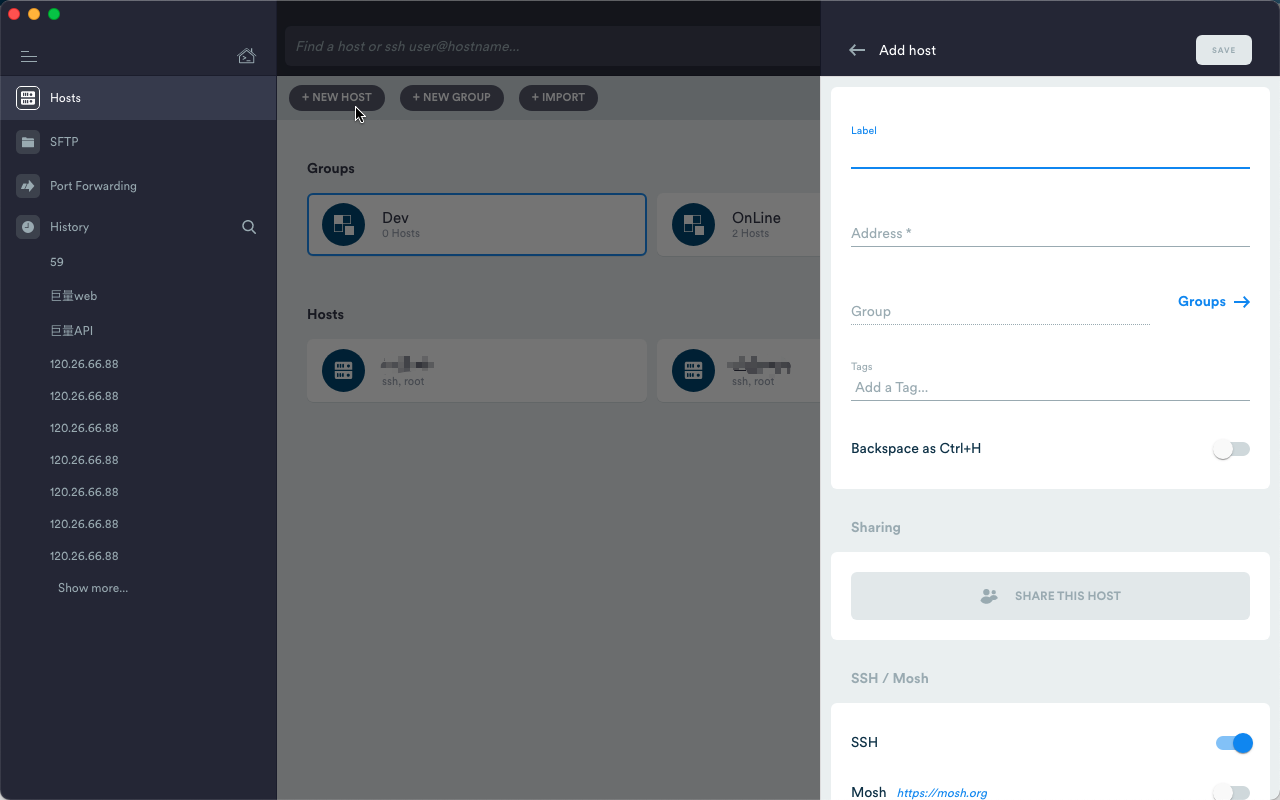 Find a host or ssh user@hostname...
Add host
SAVE
Hosts
SFTP
Port Forwarding
History
59
巨量web
巨量API
120.26.66.88
120.26.66.88
120.26.66.88
120.26.66.88
120.26.66.88
120.26.66.88
120.26.66.88
Show more...
+ NEW HOST
+ NEW GROUP
+ IMPORT
Groups
Dev
0 Hosts
OnLine
2 Hosts
Hosts
ssh, root
ssh, root
Label
Address *
Group
Groups
Tags
Add a Tag...
Backspace as Ctrl+H
Sharing
SHARE THIS HOST
SSH / Mosh
SSH
Mosh https://mosh.org